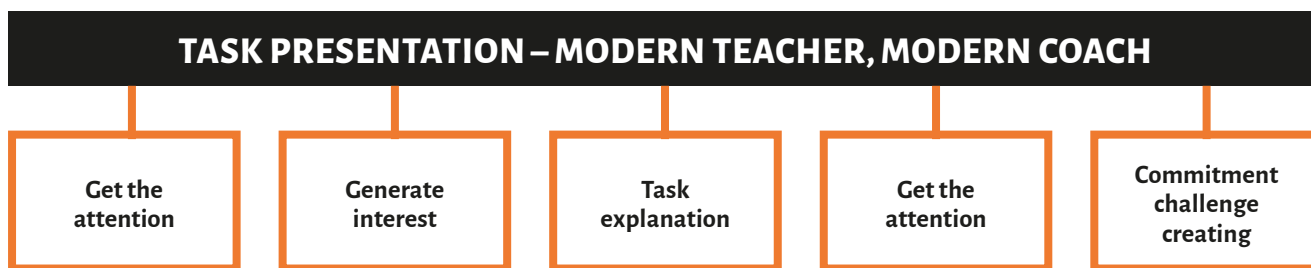 TASK PRESENTATION – MODERN TEACHER, MODERN COACH
Get the
attention
Generate
interest
Task
explanation
Get the
attention
Commitment
challenge
creating